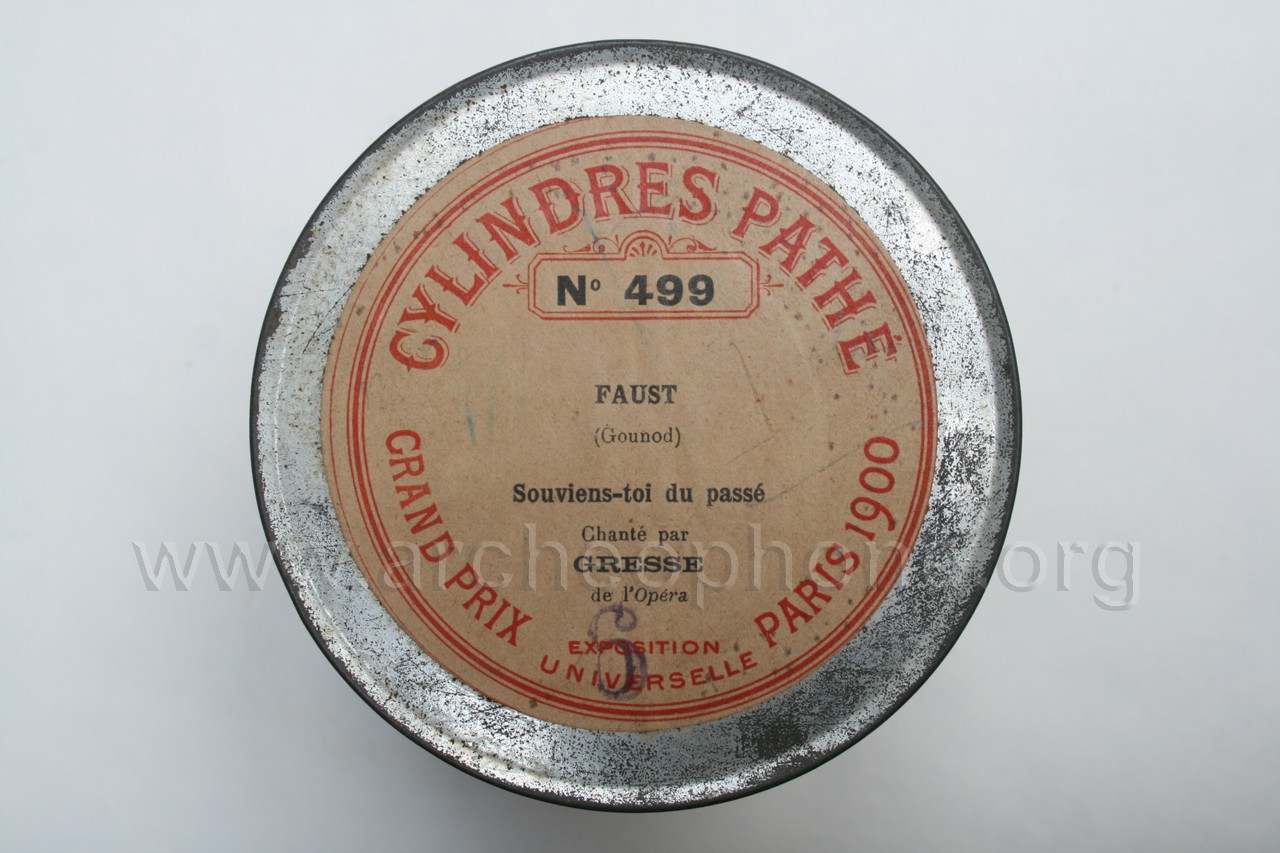 CYLINDRES PATHÉ
Nº 499
FAUST
(Gounod)
Souviens-toi du passé
Chanté par
GRESSE
de l'Opéra
6
GRAND PRIX
EXPOSITION
UNIVERSELLE
PARIS 1900
www.archeophone.org